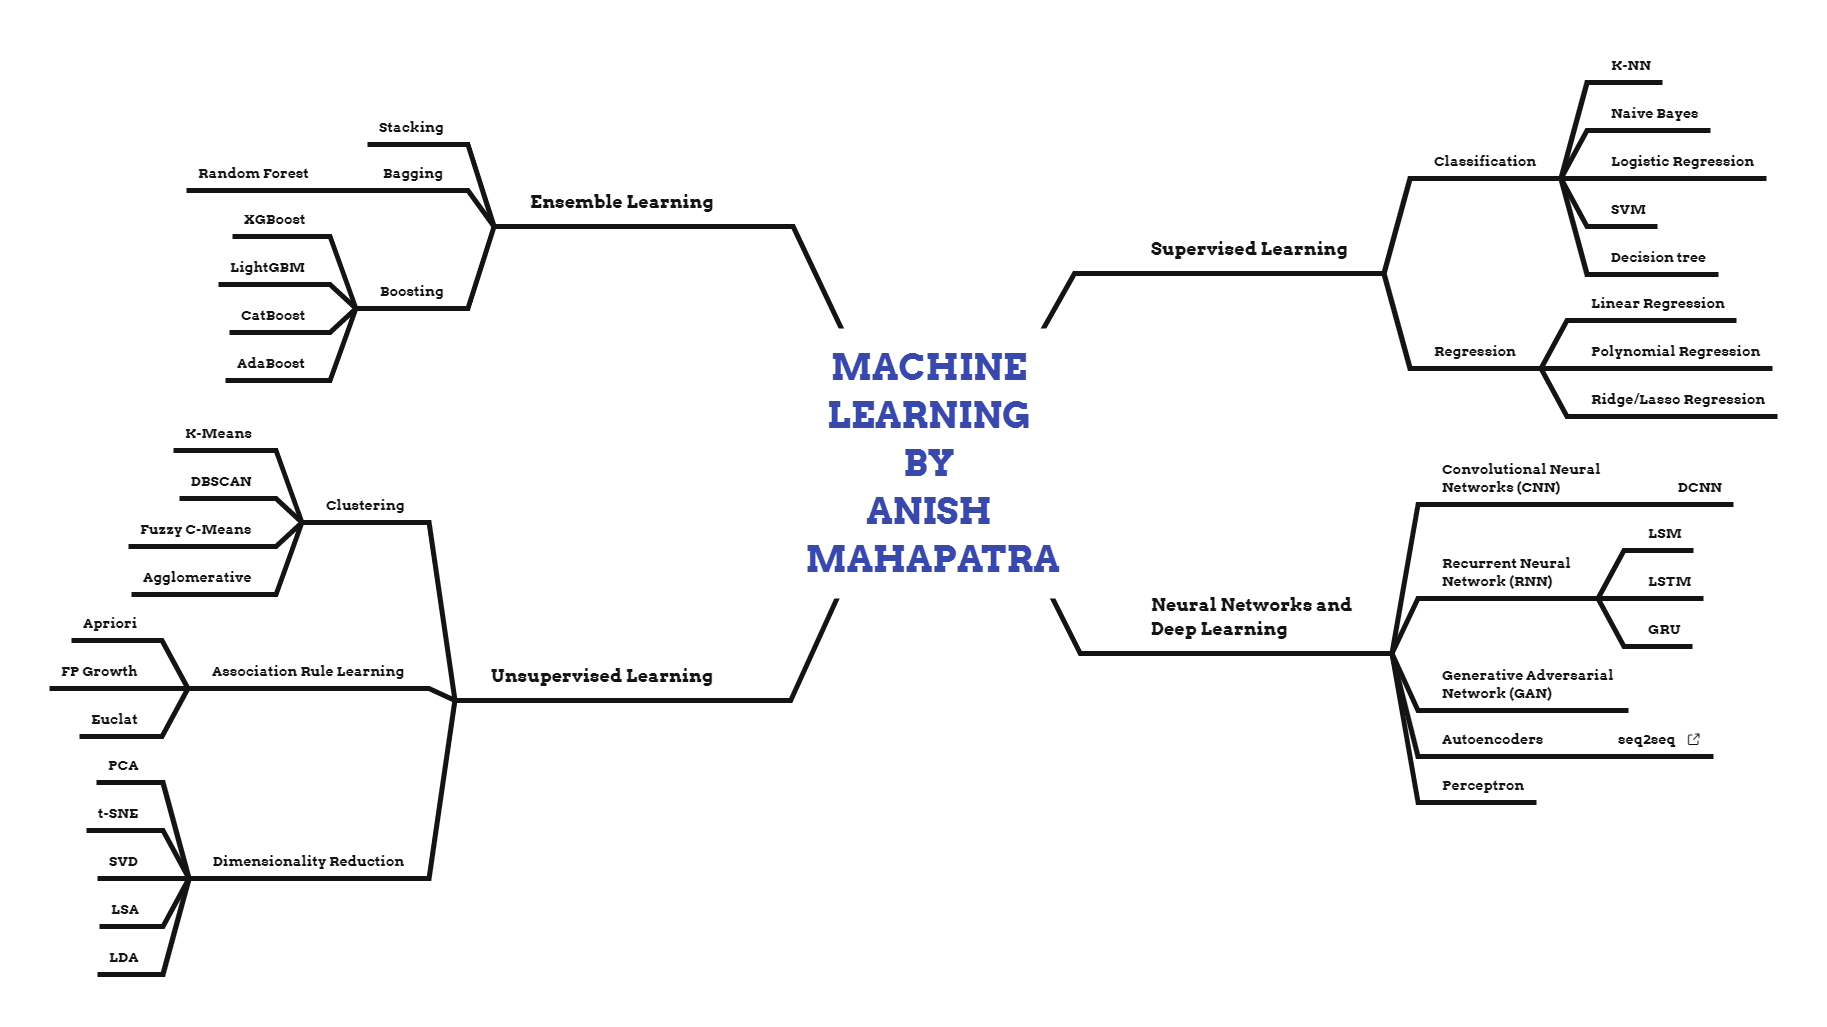 MACHINE
LEARNING
BY
ANISH
MAHAPATRA
Ensemble Learning
Stacking
Bagging
Random Forest
Boosting
XGBoost
LightGBM
CatBoost
AdaBoost
Supervised Learning
Classification
K-NN
Naive Bayes
Logistic Regression
SVM
Decision tree
Regression
Linear Regression
Polynomial Regression
Ridge/Lasso Regression
Unsupervised Learning
Clustering
K-Means
DBSCAN
Fuzzy C-Means
Agglomerative
Association Rule Learning
Apriori
FP Growth
Euclat
Dimensionality Reduction
PCA
t-SNE
SVD
LSA
LDA
Neural Networks and
Deep Learning
Convolutional Neural
Networks (CNN)
DCNN
Recurrent Neural
Network (RNN)
LSM
LSTM
GRU
Generative Adversarial
Network (GAN)
Autoencoders
seq2seq
Perceptron